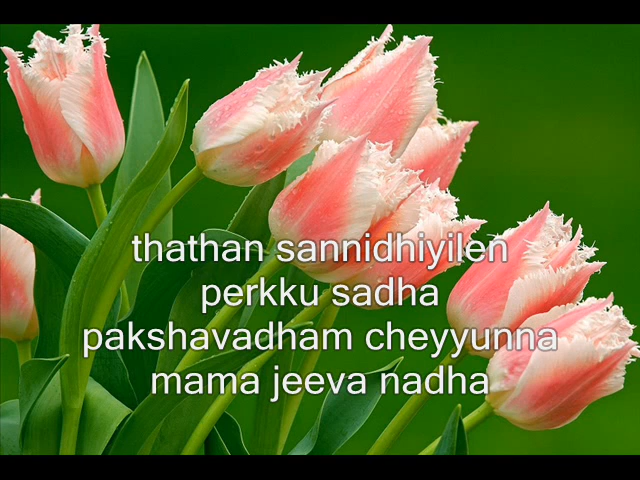 thathan sannidhiyilen
perkku sadha
pakshavadham cheyyunna
mama jeeva nadha